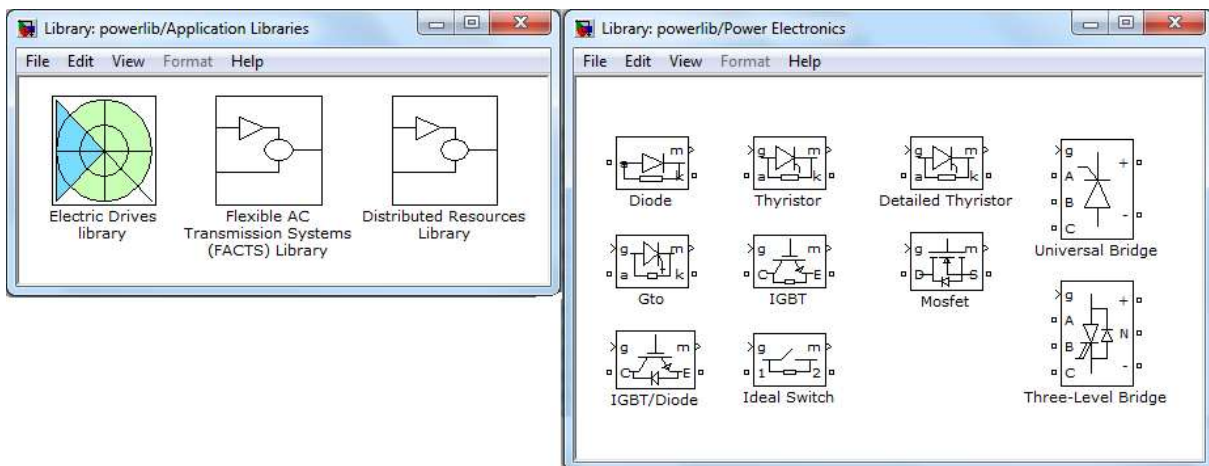 Library: powerlib/Application Libraries
File Edit View Format Help
Electric Drives
library
Flexible AC
Transmission Systems
(FACTS) Library
Distributed Resources
Library
Library: powerlib/Power Electronics
File Edit View Format Help
a m k
Diode
g m a k
Thyristor
g m a k
Detailed Thyristor
g A B C + -
Universal Bridge
g m a k
Gto
g m C E
IGBT
g m D S
Mosfet
g A B C + N -
Three-Level Bridge
g m C E
IGBT/Diode
g m 1 2
Ideal Switch